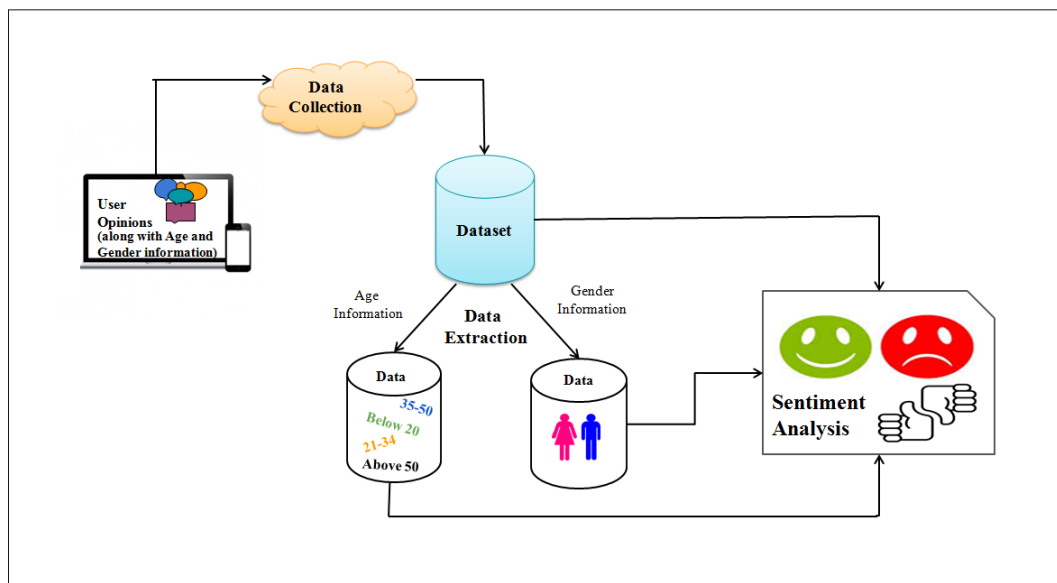 Data
Collection
User
Opinions
(along with Age and
Gender information)
Dataset
Age
Information
Data
Extraction
Gender
Information
Data
35-50
Below 20
21-34
Above 50
Data
Sentiment
Analysis